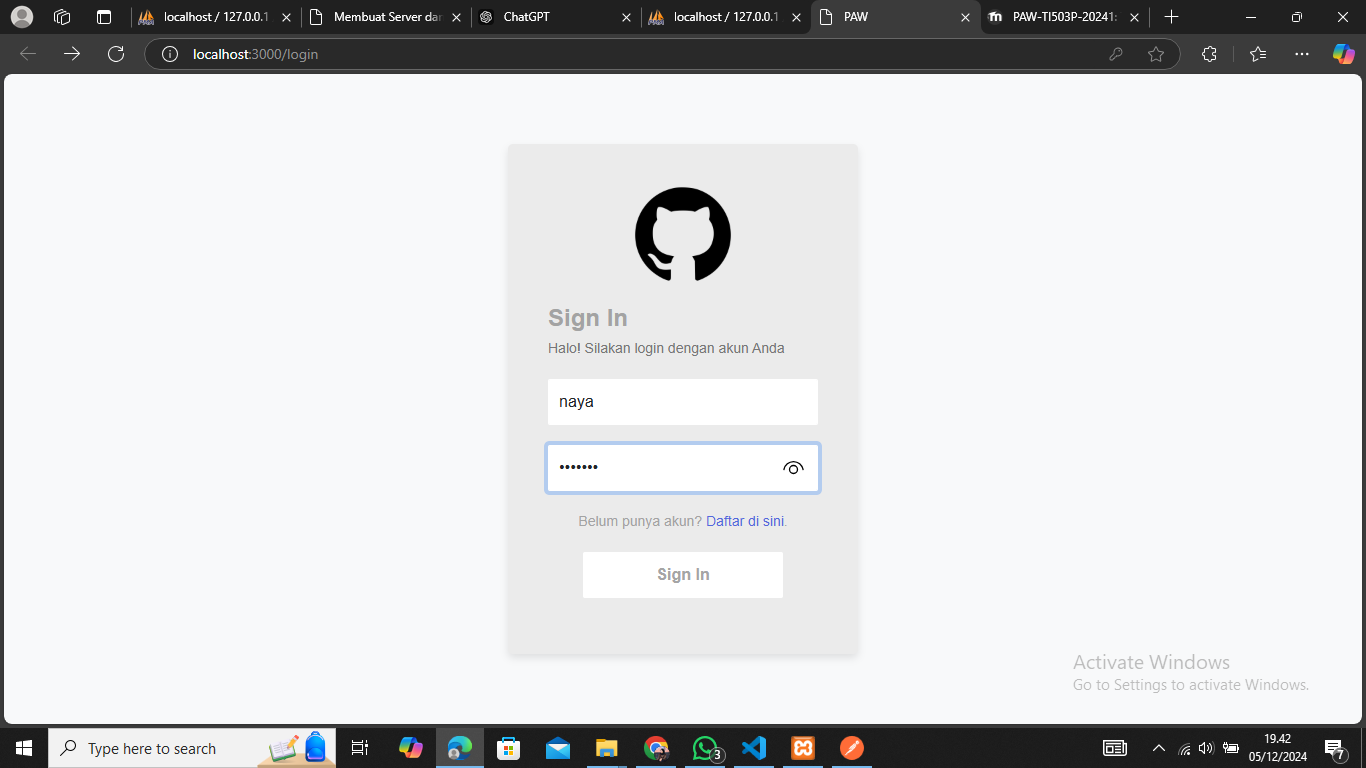 localhost / 127.0.0.1
Membuat Server dar
ChatGPT
localhost / 127.0.0.1
PAW
PAW-TI503P-20241:
localhost:3000/login
Sign In
Halo! Silakan login dengan akun Anda
naya
•••••••
Belum punya akun? Daftar di sini.
Sign In
Activate Windows
Go to Settings to activate Windows.
Type here to search
3
19.42
05/12/2024
7